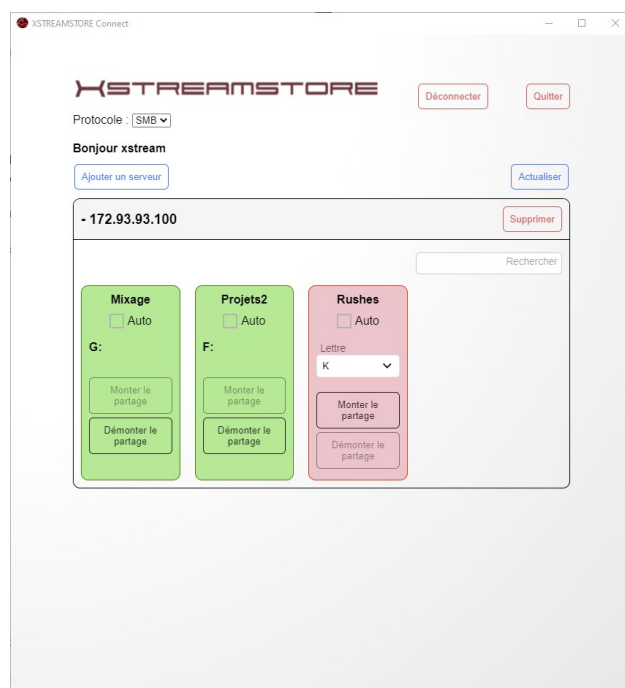 XSTREAMSTORE Connect
XSTREAMSTORE
Déconnecter
Quitter
Protocole : SMB
Bonjour xstream
Ajouter un serveur
Actualiser
- 172.93.93.100
Supprimer
Rechercher
Mixage
Auto
G:
Monter le
partage
Démonter le
partage
Projets2
Auto
F:
Monter le
partage
Démonter le
partage
Rushes
Auto
Lettre
K
Monter le
partage
Démonter le
partage